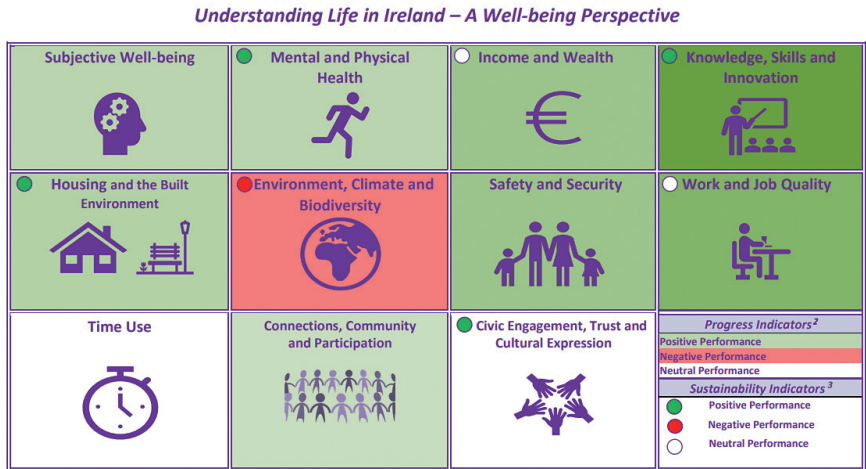 Understanding Life in Ireland – A Well-being Perspective
Subjective Well-being
Mental and Physical
Health
Income and Wealth
Knowledge, Skills and
Innovation
Housing and the Built
Environment
Environment, Climate and
Biodiversity
Safety and Security
Work and Job Quality
Time Use
Connections, Community
and Participation
Civic Engagement, Trust and
Cultural Expression
Progress Indicators²
Positive Performance
Negative Performance
Neutral Performance
Sustainability Indicators ³
Positive Performance
Negative Performance
Neutral Performance